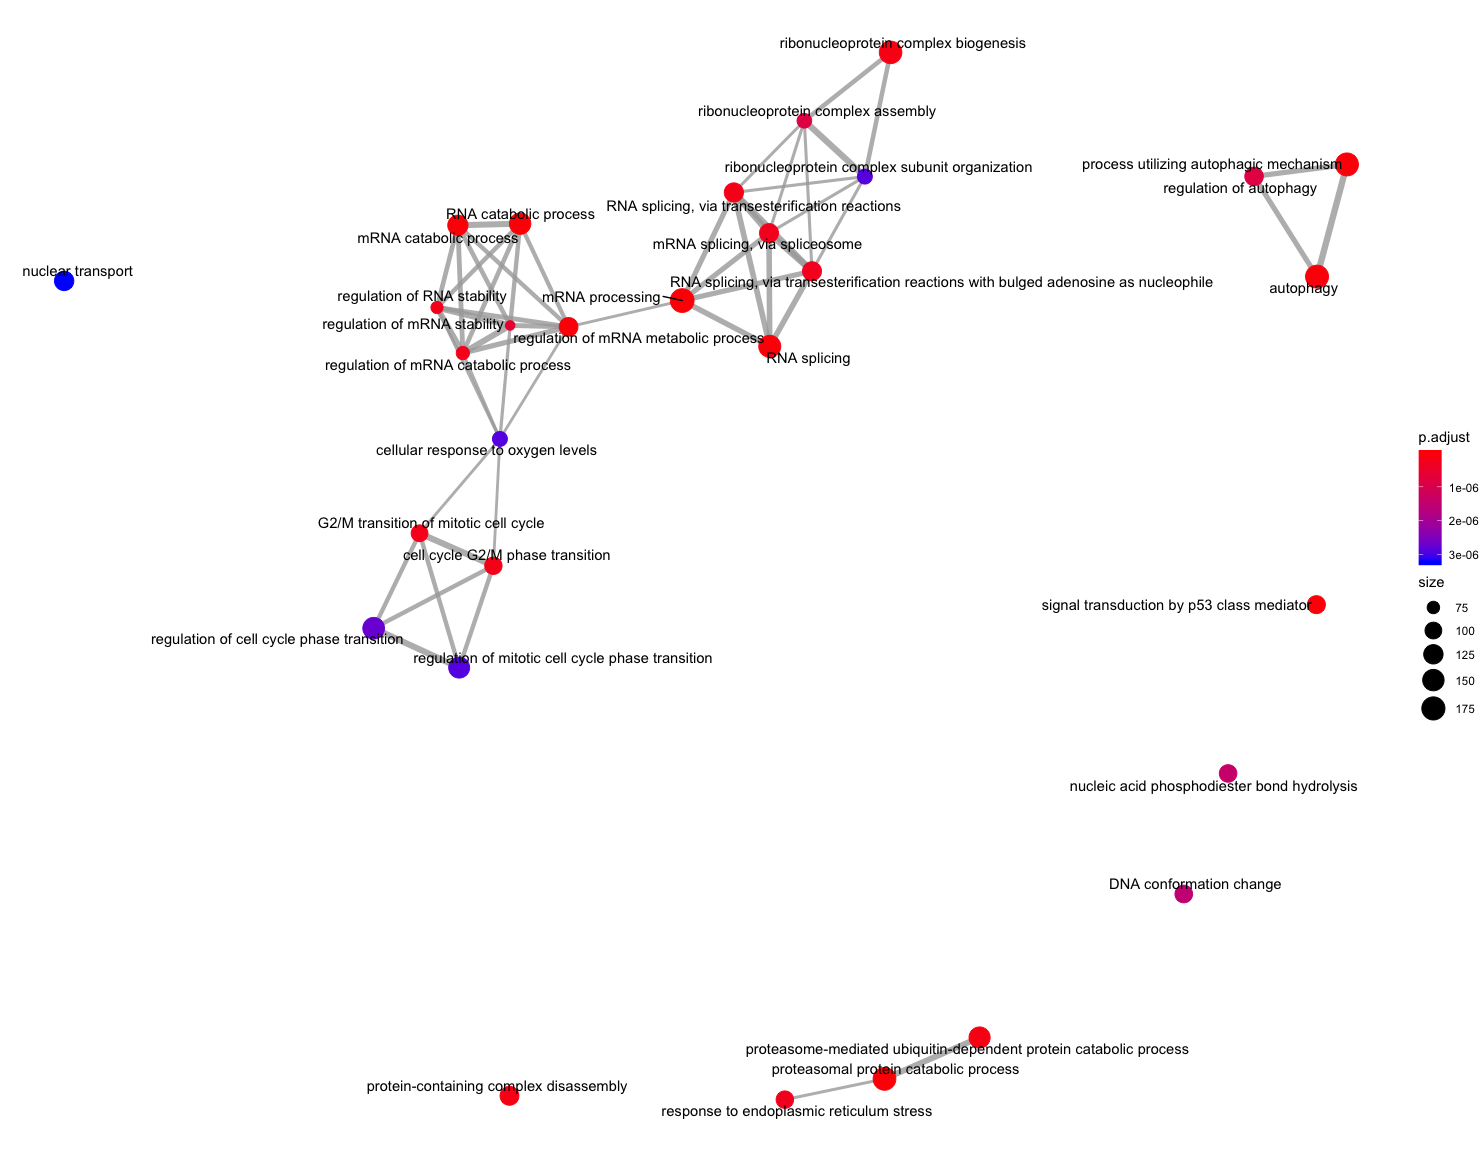 ribonucleoprotein complex biogenesis
ribonucleoprotein complex assembly
process utilizing autophagic mechanism
ribonucleoprotein complex subunit organization
regulation of autophagy
RNA splicing, via transesterification reactions
RNA catabolic process
mRNA catabolic process
mRNA splicing, via spliceosome
nuclear transport
RNA splicing, via transesterification reactions with bulged adenosine as nucleophile
autophagy
regulation of RNA stability
mRNA processing
regulation of mRNA stability
regulation of mRNA metabolic process
RNA splicing
regulation of mRNA catabolic process
cellular response to oxygen levels
G2/M transition of mitotic cell cycle
cell cycle G2/M phase transition
regulation of cell cycle phase transition
regulation of mitotic cell cycle phase transition
p.adjust
1e-06
2e-06
3e-06
size
75
100
125
150
175
signal transduction by p53 class mediator
nucleic acid phosphodiester bond hydrolysis
DNA conformation change
proteasome-mediated ubiquitin-dependent protein catabolic process
proteasomal protein catabolic process
protein-containing complex disassembly
response to endoplasmic reticulum stress